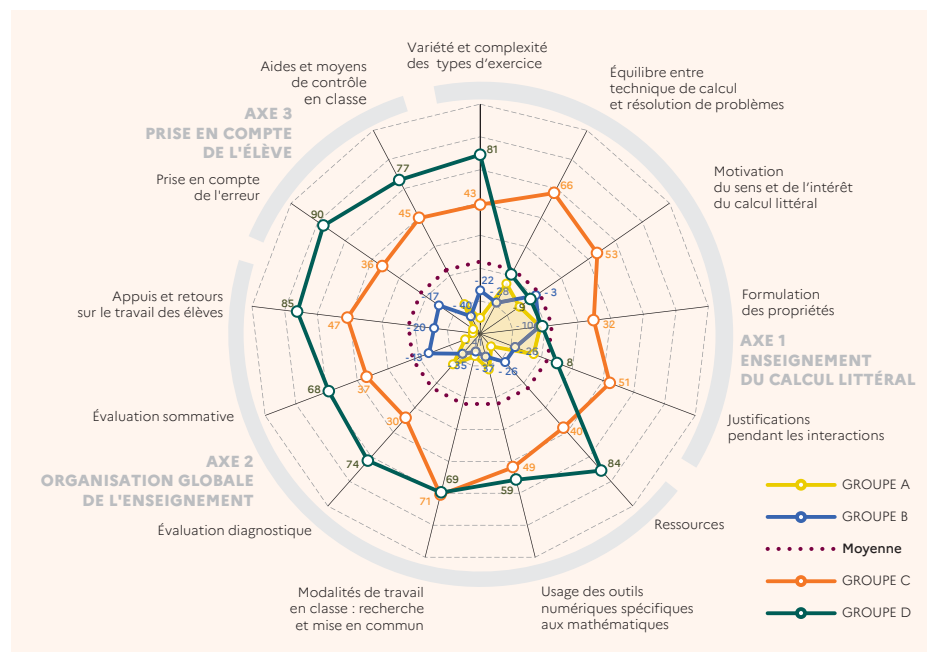 Variété et complexité
des types d'exercice
Équilibre entre
technique de calcul
et résolution de problèmes
Motivation
du sens et de l'intérêt
du calcul littéral
Formulation
des propriétés
AXE 1
ENSEIGNEMENT
DU CALCUL LITTÉRAL
Justifications
pendant les interactions
Ressources
Usage des outils
numériques spécifiques
aux mathématiques
Modalités de travail
en classe : recherche
et mise en commun
Évaluation diagnostique
AXE 2
ORGANISATION GLOBALE
DE L'ENSEIGNEMENT
Évaluation sommative
Appuis et retours
sur le travail des élèves
Prise en compte
de l'erreur
AXE 3
PRISE EN COMPTE
DE L'ÉLÈVE
Aides et moyens
de contrôle
en classe
81
43
66
53
32
51
40
84
49
59
69
71
30
74
37
68
47
85
36
90
45
77
- 22
- 28
- 3
9
- 10
- 26
8
- 26
- 37
- 35
- 13
- 20
- 17
- 40
GROUPE A
GROUPE B
Moyenne
GROUPE C
GROUPE D